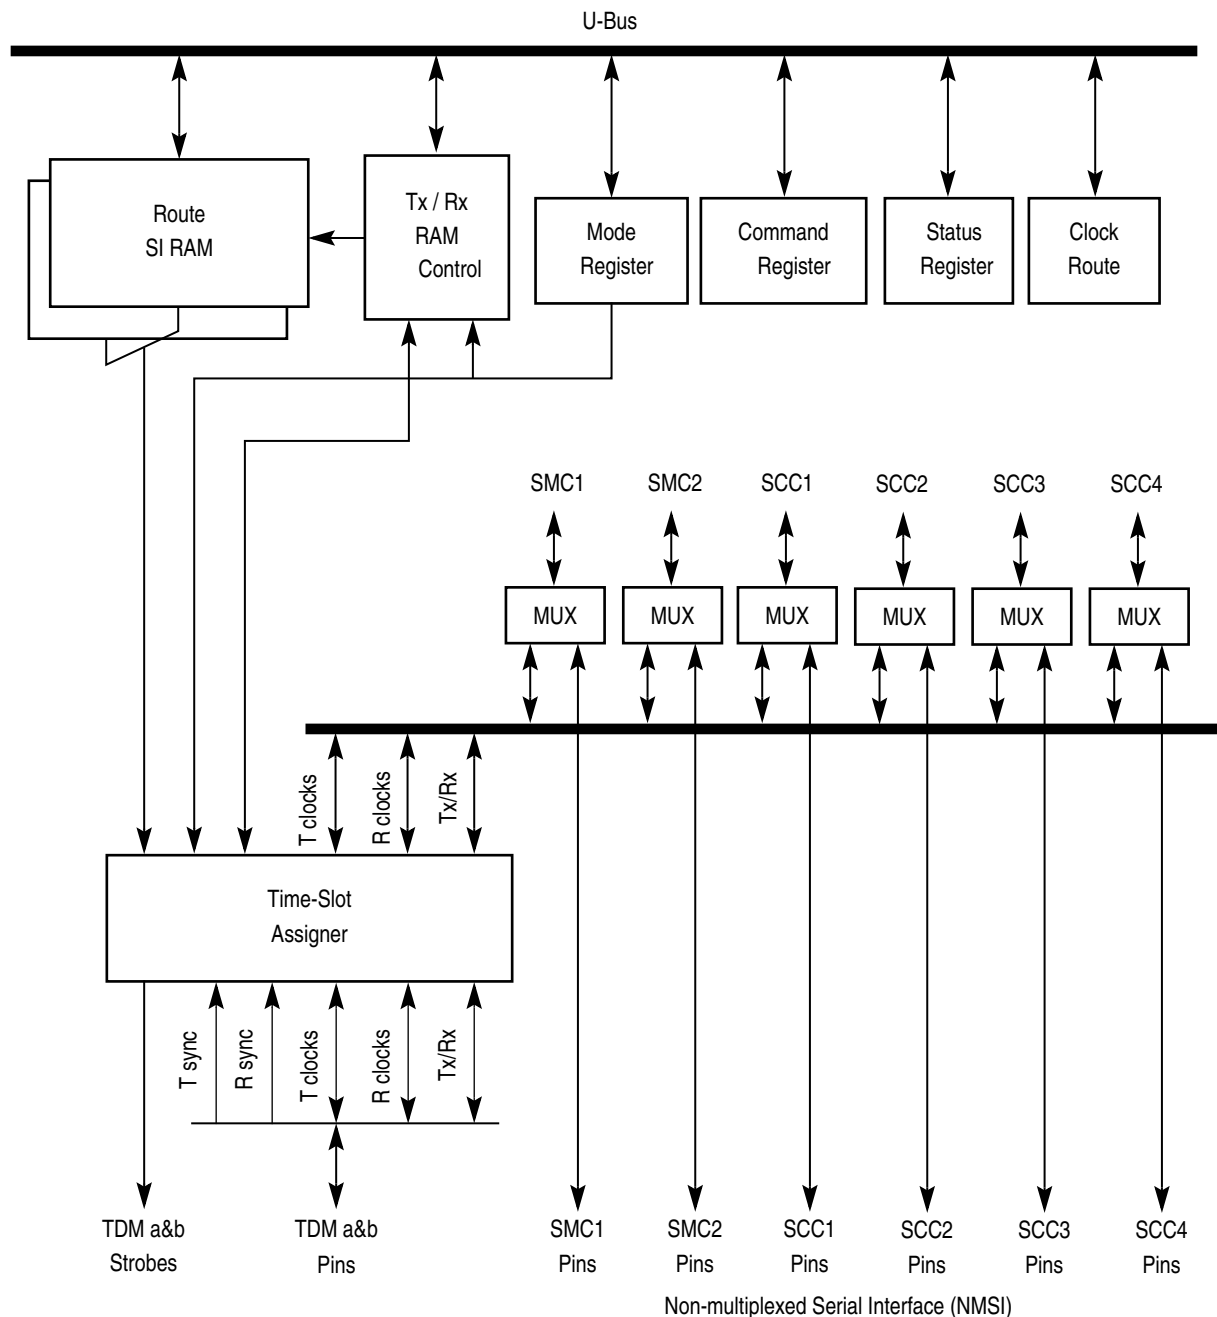 U-Bus
Route
SI RAM
Tx / Rx
RAM
Control
Mode
Register
Command
Register
Status
Register
Clock
Route
SMC1
SMC2
SCC1
SCC2
SCC3
SCC4
MUX
MUX
MUX
MUX
MUX
MUX
T clocks
R clocks
Tx/Rx
Time-Slot
Assigner
T sync
R sync
T clocks
R clocks
Tx/Rx
TDM a&b
Strobes
TDM a&b
Pins
SMC1
Pins
SMC2
Pins
SCC1
Pins
SCC2
Pins
SCC3
Pins
SCC4
Pins
Non-multiplexed Serial Interface (NMSI)